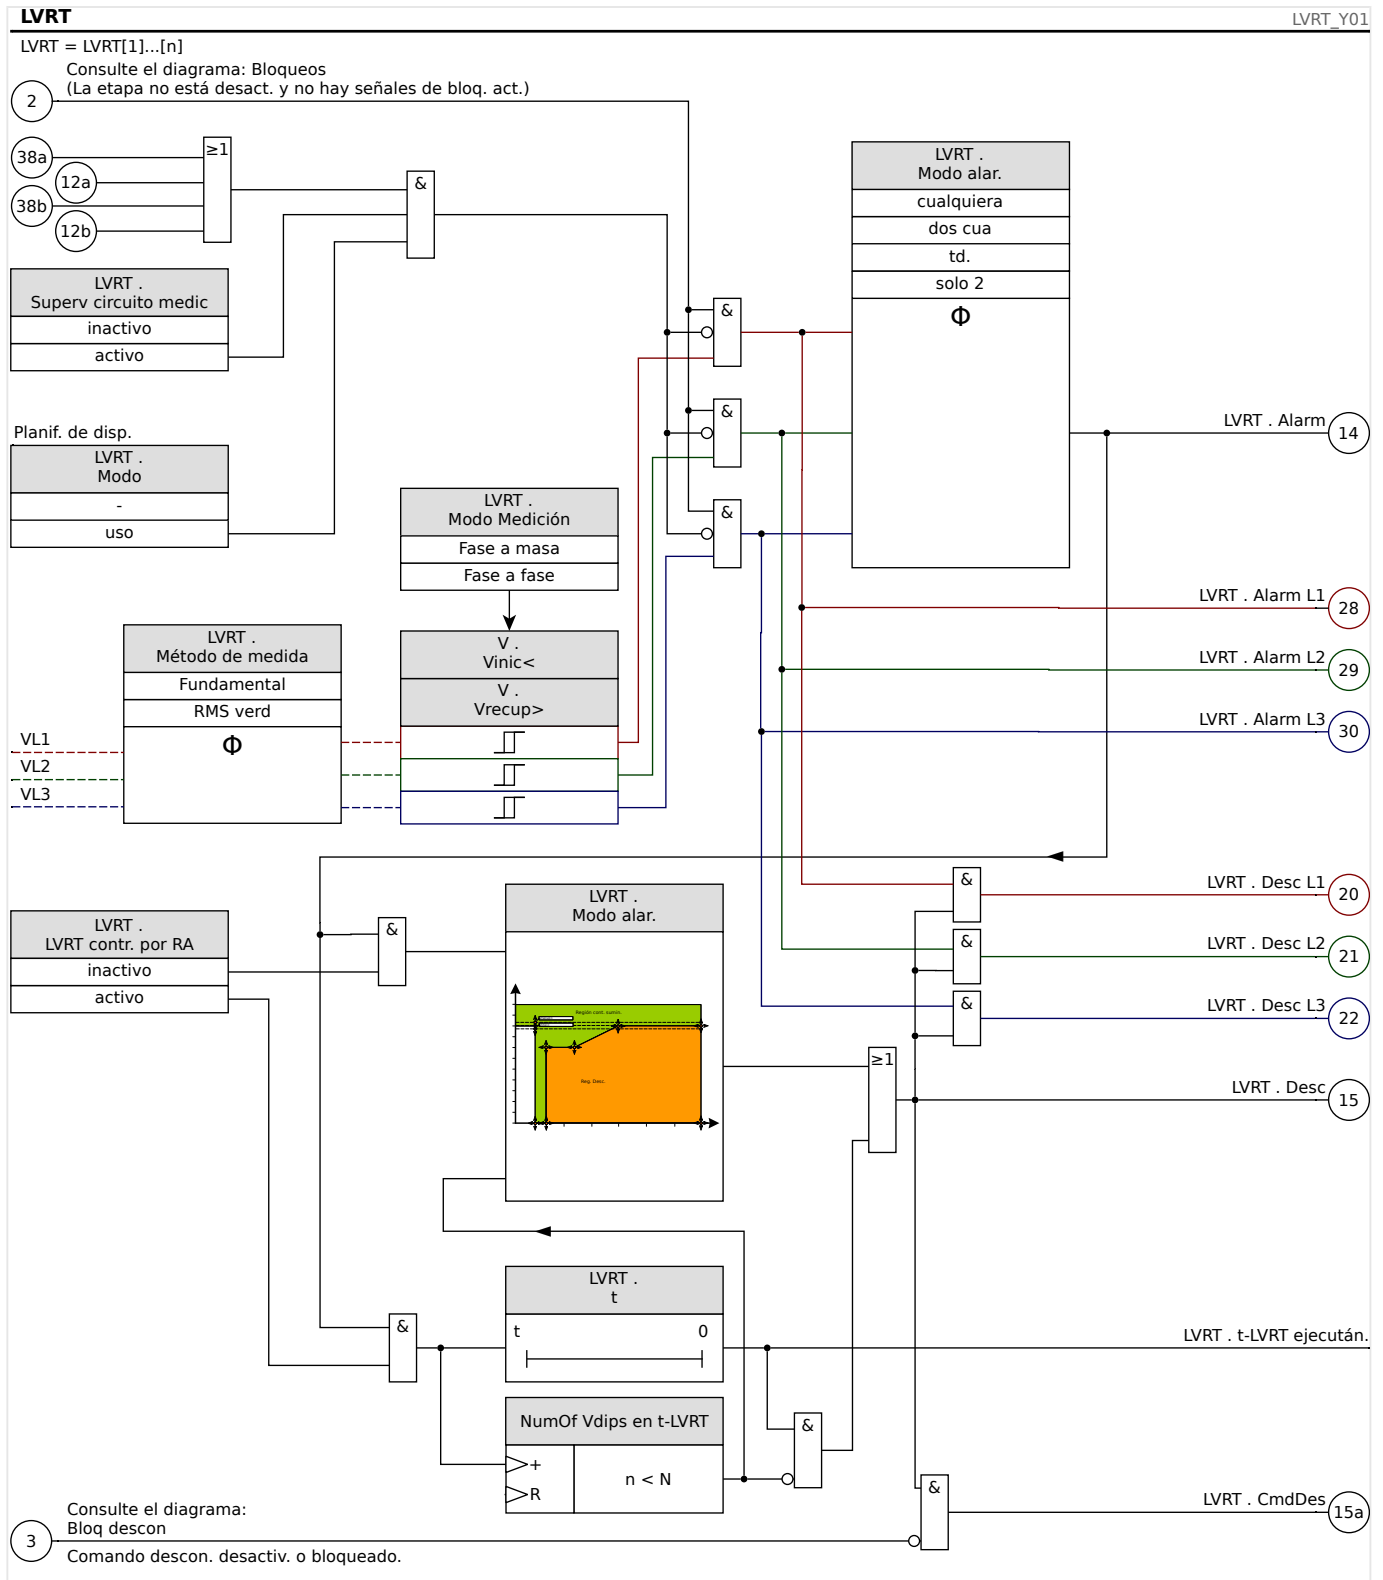 LVRT
LVRT_Y01
LVRT = LVRT[1]...[n]
Consulte el diagrama: Bloqueos
(La etapa no está desact. y no hay señales de bloq. act.)
2
38a
12a
38b
12b
≥1
&
LVRT .
Superv circuito medic
inactivo
activo
Planif. de disp.
LVRT .
Modo
-
uso
LVRT .
Modo alar.
cualquiera
dos cua
td.
solo 2
Φ
&
&
&
LVRT . Alarm
14
LVRT .
Modo Medición
Fase a masa
Fase a fase
LVRT . Alarm L1
28
LVRT . Alarm L2
29
LVRT . Alarm L3
30
LVRT .
Método de medida
Fundamental
RMS verd
Φ
V .
Vinic<
V .
Vrecup>
VL1
VL2
VL3
LVRT .
LVRT contr. por RA
inactivo
activo
&
LVRT .
Modo alar.
Región cont. sumin.
Reg. Desc.
&
LVRT . Desc L1
20
&
LVRT . Desc L2
21
&
LVRT . Desc L3
22
≥1
LVRT . Desc
15
LVRT .
t
t
0
&
LVRT . t-LVRT ejecután.
NumOf Vdips en t-LVRT
+
R
n < N
&
&
LVRT . CmdDes
15a
Consulte el diagrama:
Bloq descon
3
Comando descon. desactiv. o bloqueado.